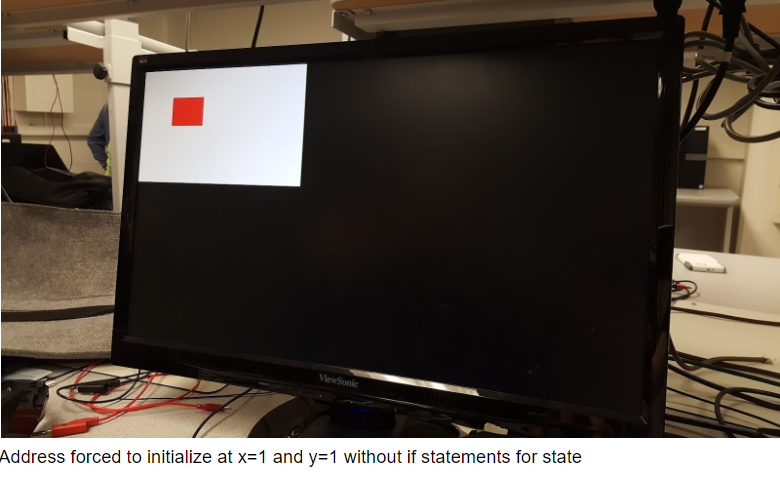 ViewSonic
Address forced to initialize at x=1 and y=1 without if statements for state